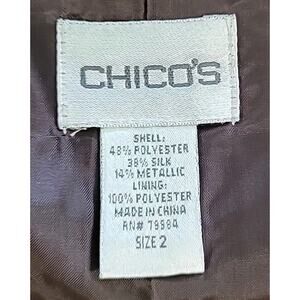 CHICO'S
SHELL:
48% POLYESTER
38% SILK
14% METALLIC
LINING:
100% POLYESTER
MADE IN CHINA
RN# 79984
SIZE 2